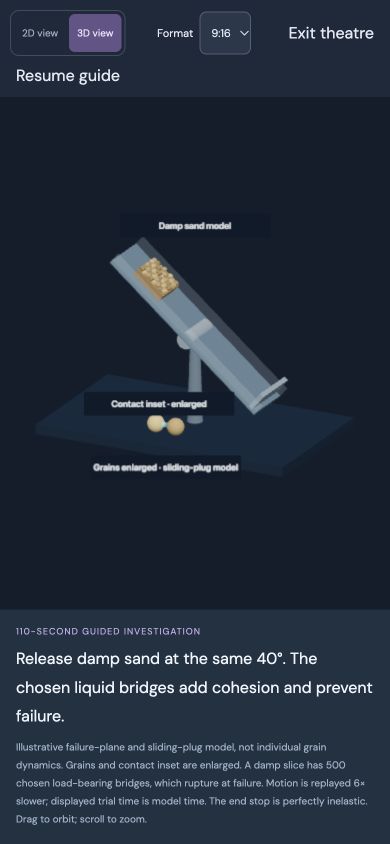 2D view
3D view
Format
9:16
Exit theatre
Resume guide
Damp sand model
Contact inset · enlarged
Grains enlarged · sliding-plug model
110-SECOND GUIDED INVESTIGATION
Release damp sand at the same 40°. The
chosen liquid bridges add cohesion and prevent
failure.
Illustrative failure-plane and sliding-plug model, not individual grain
dynamics. Grains and contact inset are enlarged. A damp slice has 500
chosen load-bearing bridges, which rupture at failure. Motion is replayed 6×
slower; displayed trial time is model time. The end stop is perfectly inelastic.
Drag to orbit; scroll to zoom.